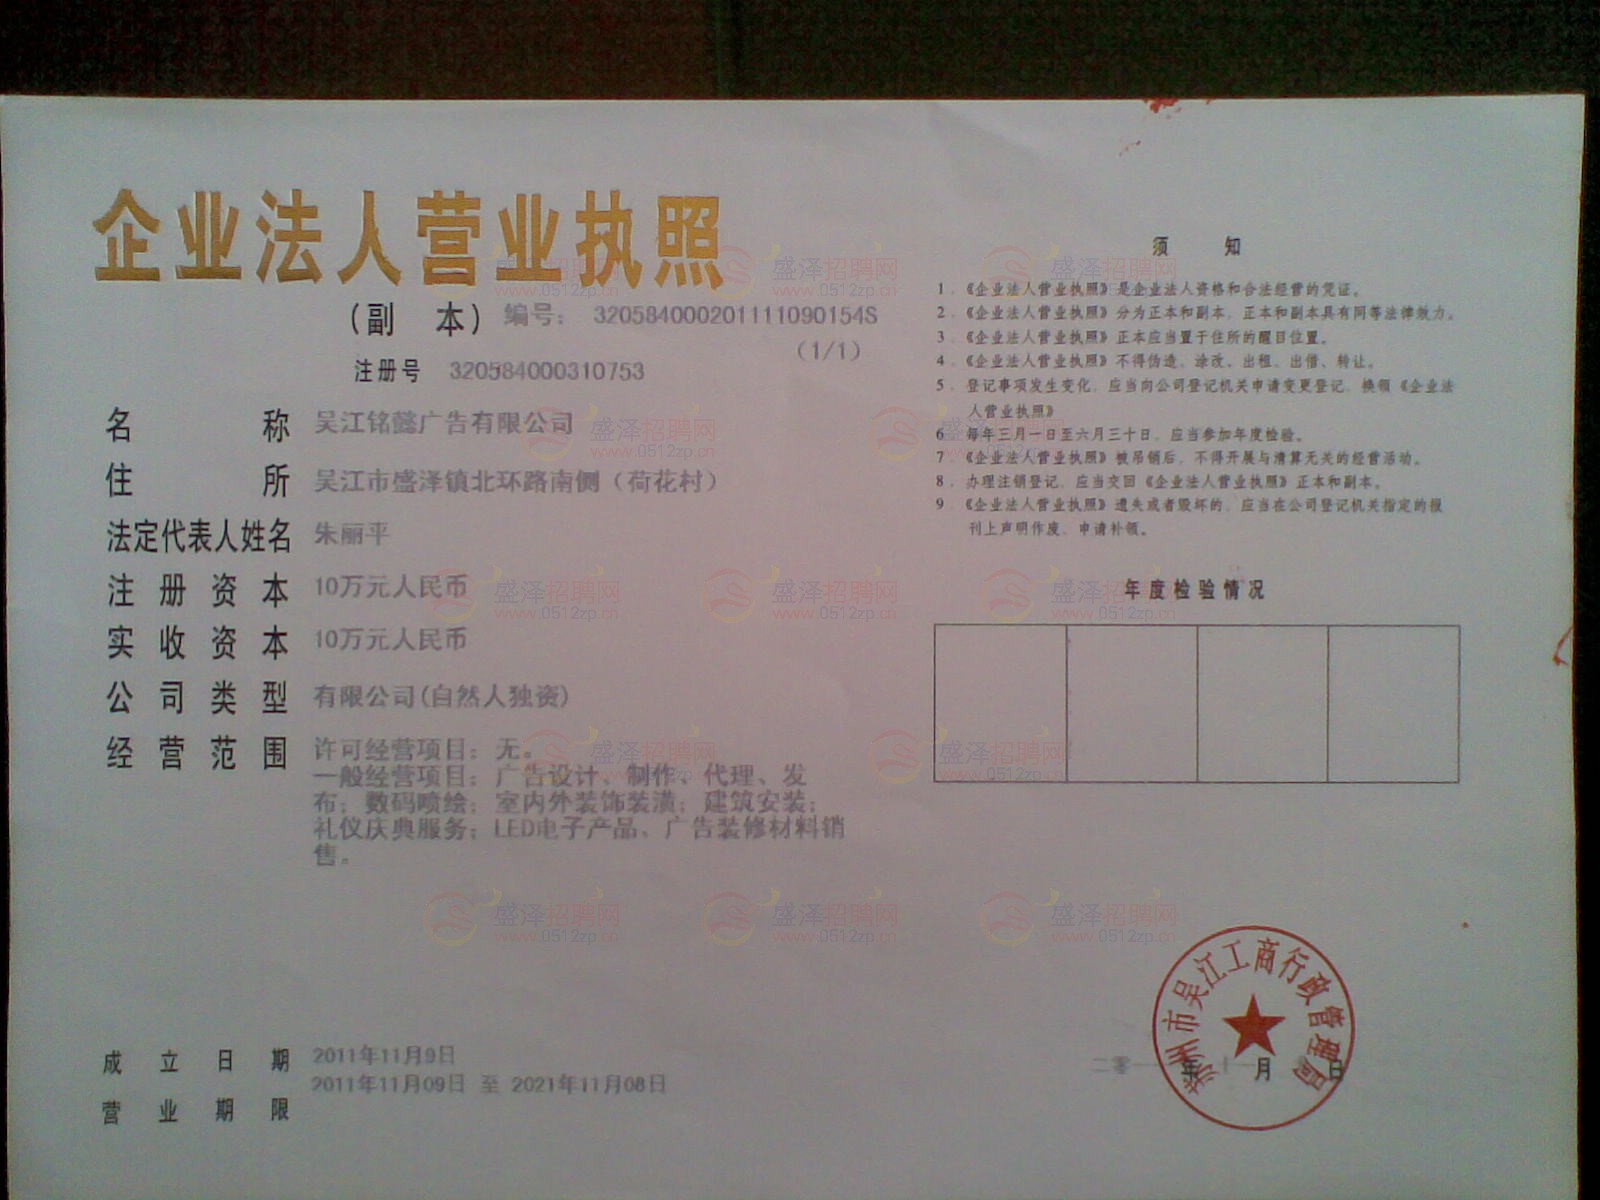 企业法人营业执照
(副 本) 编号: 320584000201111090154S
(1/1)
注册号 320584000310753
名称 吴江铭懿广告有限公司
住所 吴江市盛泽镇北环路南侧（荷花村）
法定代表人姓名 朱丽平
注册资本 10万元人民币
实收资本 10万元人民币
公司类型 有限公司(自然人独资)
经营范围 许可经营项目：无。
一般经营项目：广告设计、制作、代理、发
布；数码喷绘；室内外装饰装潢；建筑安装；
礼仪庆典服务；LED电子产品、广告装修材料销
售。
成立日期 2011年11月9日
营业期限 2011年11月09日 至 2021年11月08日
须 知
1．《企业法人营业执照》是企业法人资格和合法经营的凭证。
2．《企业法人营业执照》分为正本和副本，正本和副本具有同等法律效力。
3．《企业法人营业执照》正本应当置于住所的醒目位置。
4．《企业法人营业执照》不得伪造、涂改、出租、出借、转让。
5．登记事项发生变化，应当向公司登记机关申请变更登记，换领《企业法
人营业执照》
6．每年三月一日至六月三十日，应当参加年度检验。
7．《企业法人营业执照》被吊销后，不得开展与清算无关的经营活动。
8．办理注销登记，应当交回《企业法人营业执照》正本和副本。
9．《企业法人营业执照》遗失或者毁坏的，应当在公司登记机关指定的报
刊上声明作废，申请补领。
年度检验情况
苏州市吴江工商行政管理局
二零一 年 月 日
盛泽招聘网
www.0512zp.cn